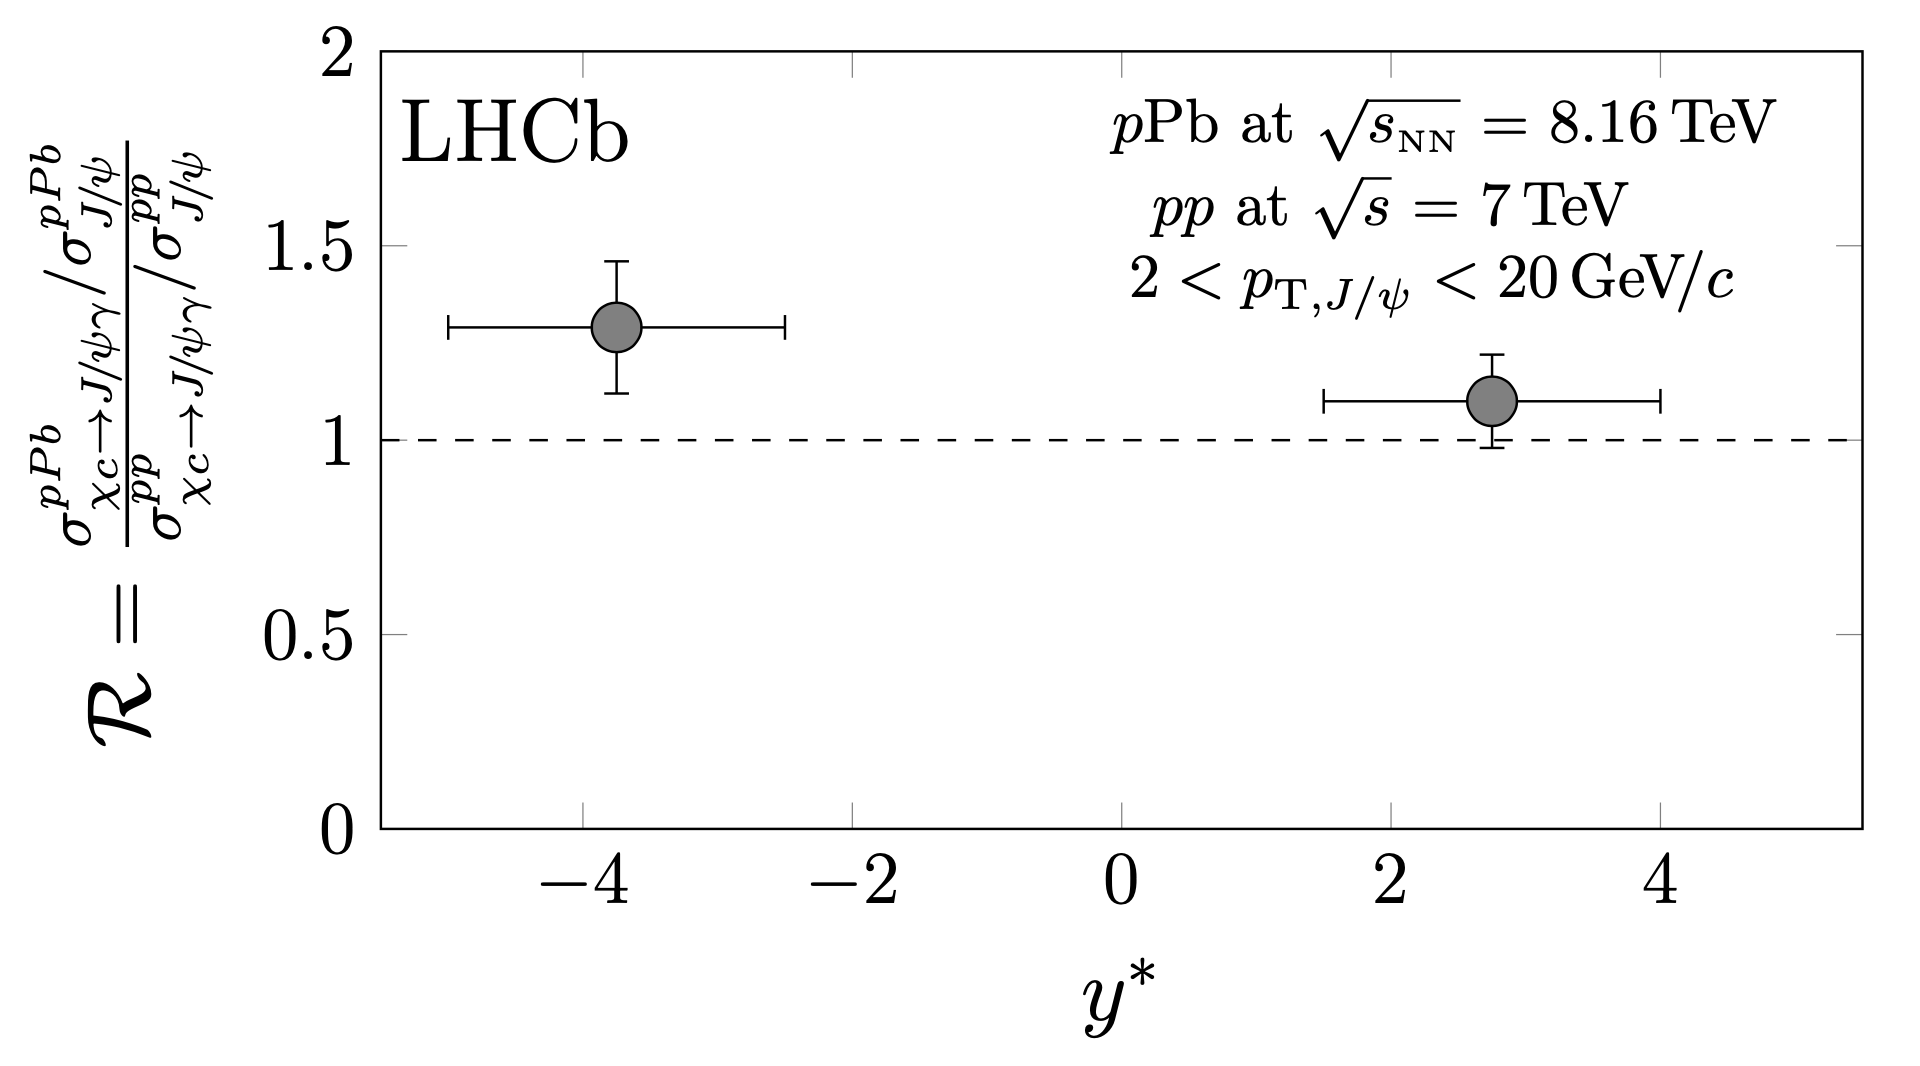 LHCb
pPb at √s_NN = 8.16 TeV
pp at √s = 7 TeV
2 < p_T,J/ψ < 20 GeV/c
2
1.5
1
0.5
0
−4 −2 0 2 4
y*
R = (σ^pPb_χc→J/ψγ / σ^pPb_J/ψ) / (σ^pp_χc→J/ψγ / σ^pp_J/ψ)